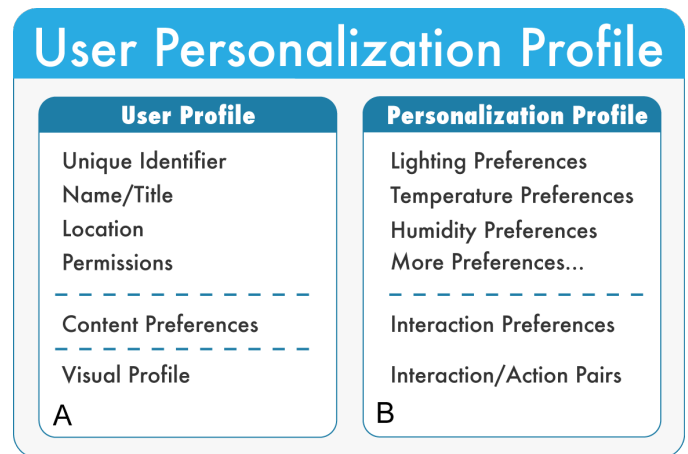 User Personalization Profile
User Profile
Unique Identifier
Name/Title
Location
Permissions
Content Preferences
Visual Profile
A
Personalization Profile
Lighting Preferences
Temperature Preferences
Humidity Preferences
More Preferences...
Interaction Preferences
Interaction/Action Pairs
B